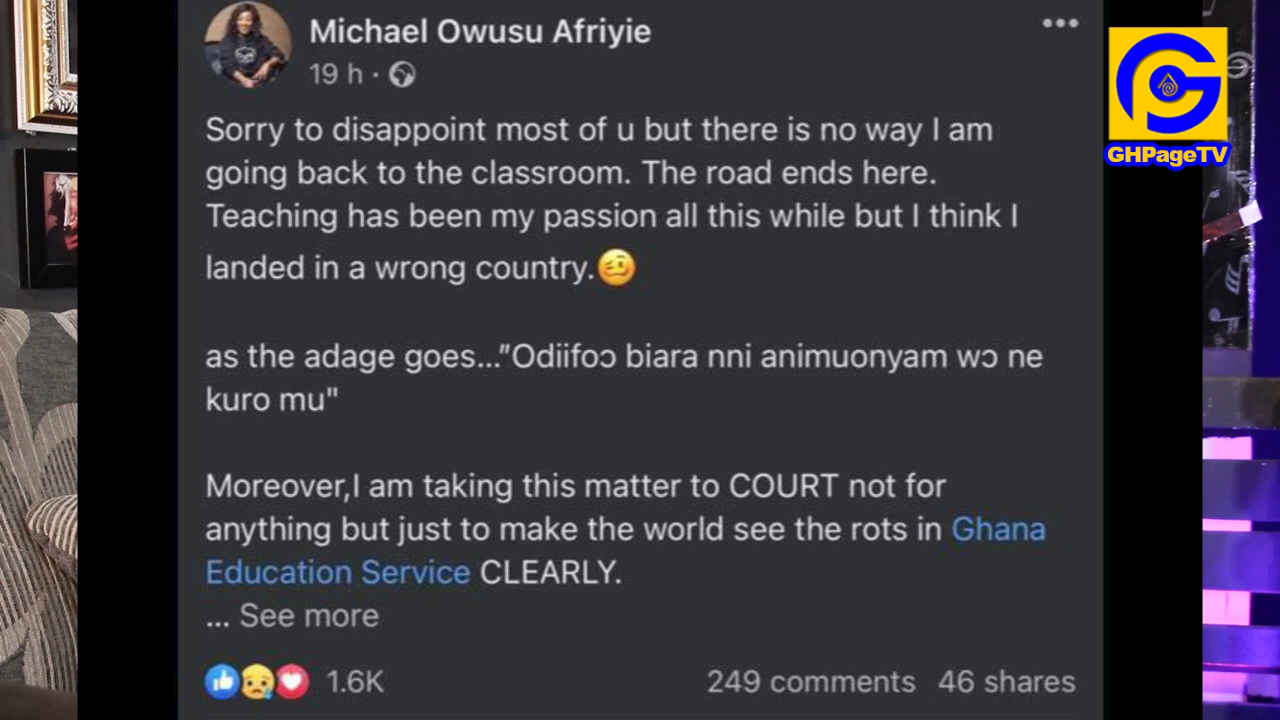 Michael Owusu Afriyie
19 h ·
GHPageTV
Sorry to disappoint most of u but there is no way I am
going back to the classroom. The road ends here.
Teaching has been my passion all this while but I think I
landed in a wrong country.🥴
as the adage goes..."Odiifoɔ biara nni animuonyam wɔ ne
kuro mu"
Moreover,I am taking this matter to COURT not for
anything but just to make the world see the rots in Ghana
Education Service CLEARLY.
... See more
1.6K 249 comments 46 shares